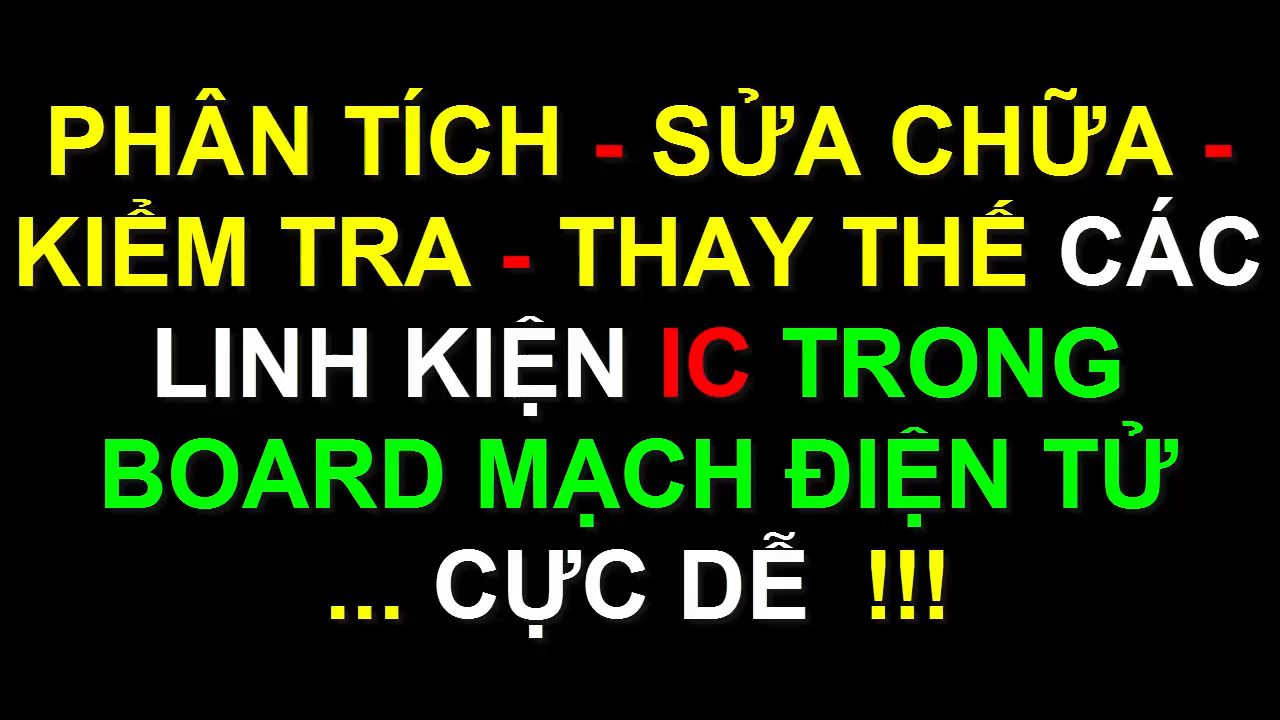 PHÂN TÍCH - SỬA CHỮA -
KIỂM TRA - THAY THẾ CÁC
LINH KIỆN IC TRONG
BOARD MẠCH ĐIỆN TỬ
... CỰC DỄ !!!